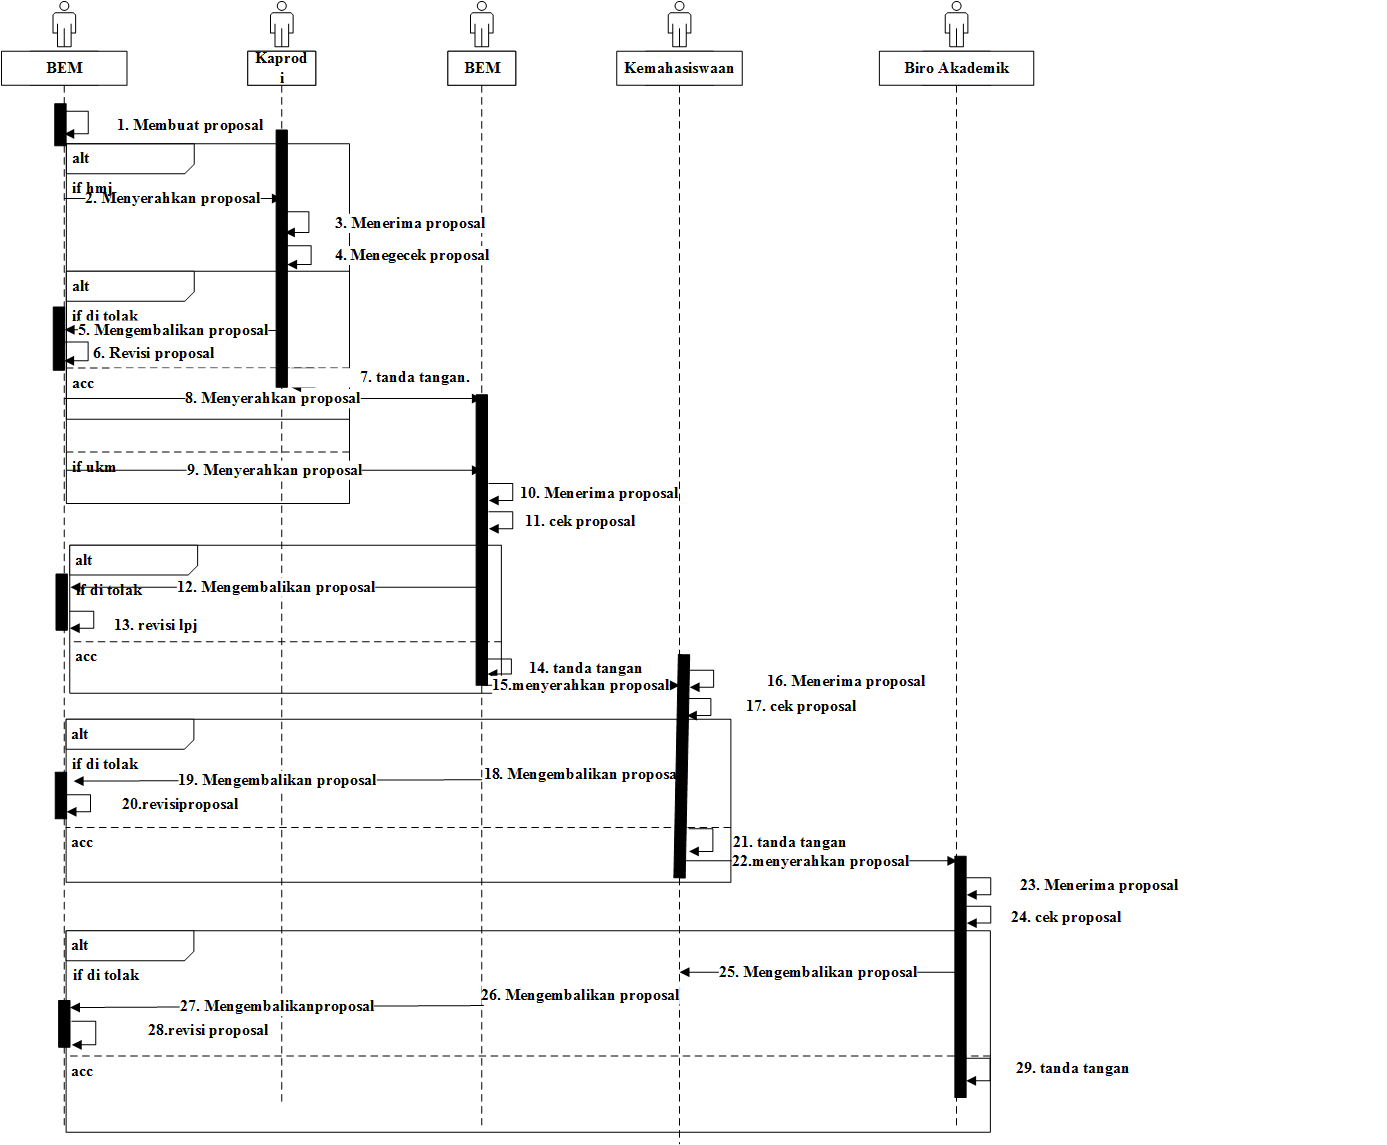 BEM
Kaprod
i
BEM
Kemahasiswaan
Biro Akademik
1. Membuat proposal
alt
if hmj
2. Menyerahkan proposal
3. Menerima proposal
4. Menegecek proposal
alt
if di tolak
5. Mengembalikan proposal
6. Revisi proposal
7. tanda tangan.
acc
8. Menyerahkan proposal
if ukm
9. Menyerahkan proposal
10. Menerima proposal
11. cek proposal
alt
if di tolak
12. Mengembalikan proposal
13. revisi lpj
acc
14. tanda tangan
15.menyerahkan proposal
16. Menerima proposal
17. cek proposal
alt
if di tolak
18. Mengembalikan proposa
19. Mengembalikan proposal
20.revisiproposal
acc
21. tanda tangan
22.menyerahkan proposal
23. Menerima proposal
24. cek proposal
alt
if di tolak
25. Mengembalikan proposal
26. Mengembalikan proposal
27. Mengembalikanproposal
28.revisi proposal
acc
29. tanda tangan